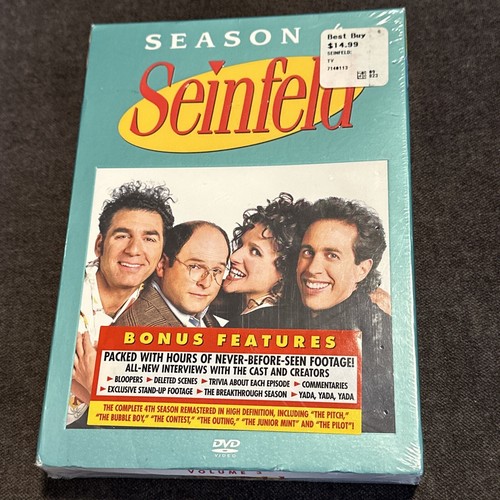 SEASON
Seinfeld
Best Buy
$14.99
SEINFELD:
TV
7140113
BONUS FEATURES
PACKED WITH HOURS OF NEVER-BEFORE-SEEN FOOTAGE!
ALL-NEW INTERVIEWS WITH THE CAST AND CREATORS
▶ BLOOPERS ▶ DELETED SCENES ▶ TRIVIA ABOUT EACH EPISODE ▶ COMMENTARIES
▶ EXCLUSIVE STAND-UP FOOTAGE ▶ THE BREAKTHROUGH SEASON ▶ YADA, YADA, YADA
THE COMPLETE 4TH SEASON REMASTERED IN HIGH DEFINITION, INCLUDING "THE PITCH,"
"THE BUBBLE BOY," "THE CONTEST," "THE OUTING," "THE JUNIOR MINT" AND "THE PILOT"!
DVD
VIDEO
VOLUME 3